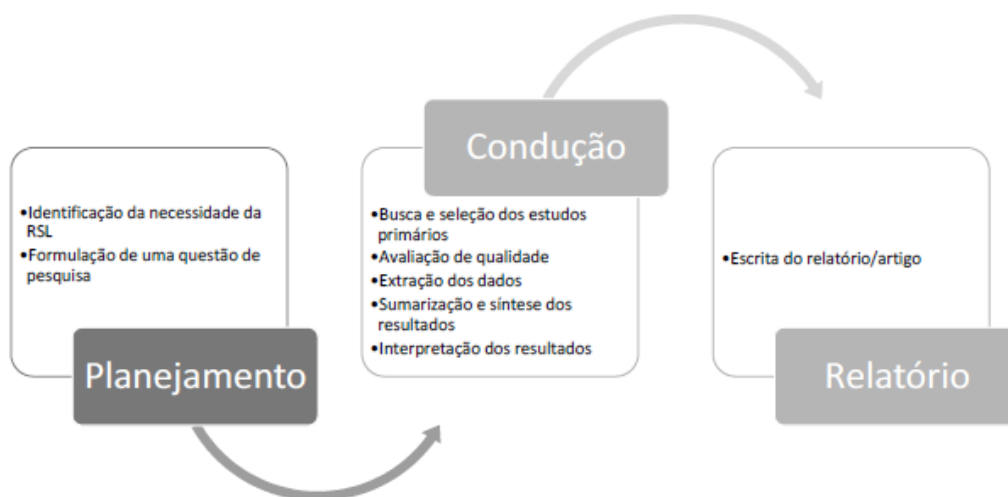 •Identificação da necessidade da
RSL
•Formulação de uma questão de
pesquisa
Planejamento
Condução
•Busca e seleção dos estudos
primários
•Avaliação de qualidade
•Extração dos dados
•Sumarização e síntese dos
resultados
•Interpretação dos resultados
•Escrita do relatório/artigo
Relatório